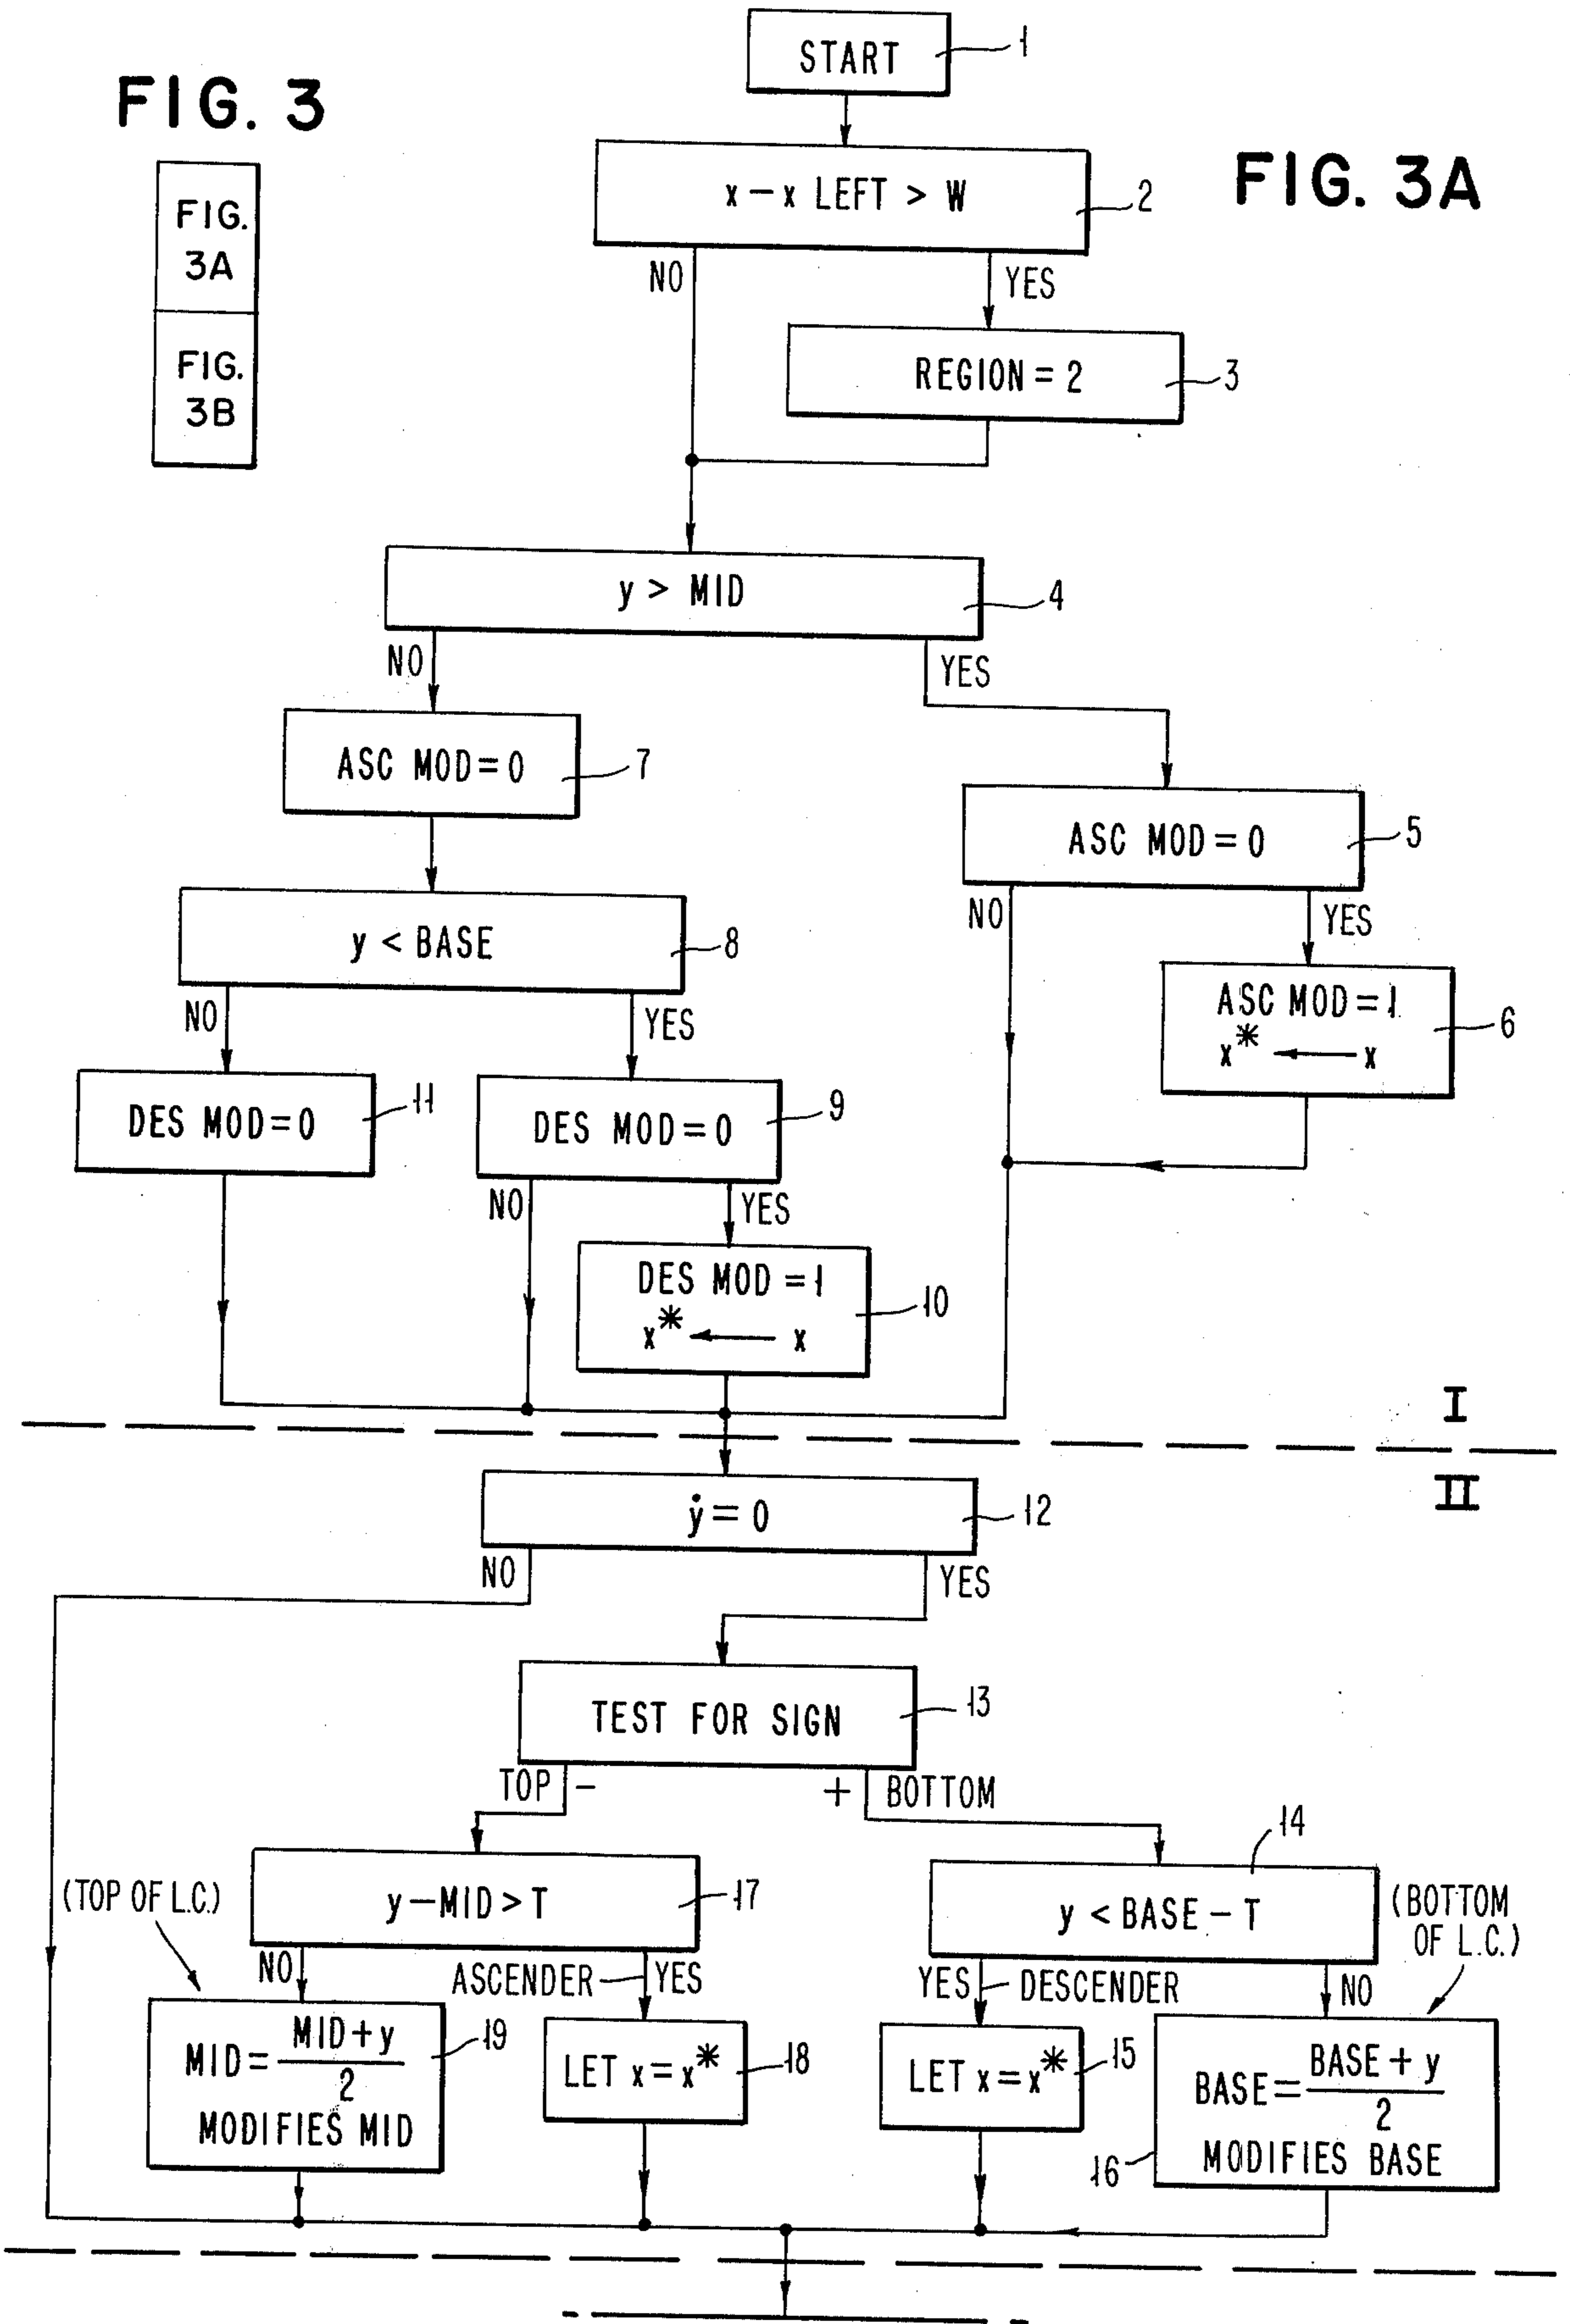 FIG. 3
FIG.
3A
FIG.
3B
FIG. 3A
START
1
x − x LEFT > W
2
NO
YES
REGION = 2
3
y > MID
4
NO
YES
ASC MOD = 0
7
ASC MOD = 0
5
NO
YES
y < BASE
8
ASC MOD = 1
x* ← x
6
NO
YES
DES MOD = 0
11
DES MOD = 0
9
NO
YES
DES MOD = 1
x* ← x
10
I
II
ẏ = 0
12
NO
YES
TEST FOR SIGN
13
TOP −
+ BOTTOM
14
(TOP OF L.C.)
y − MID > T
17
y < BASE − T
(BOTTOM
OF L.C.)
NO
ASCENDER
YES
YES
DESCENDER
NO
MID = MID + y
2
MODIFIES MID
19
LET x = x*
18
LET x = x*
15
BASE = BASE + y
2
MODIFIES BASE
16